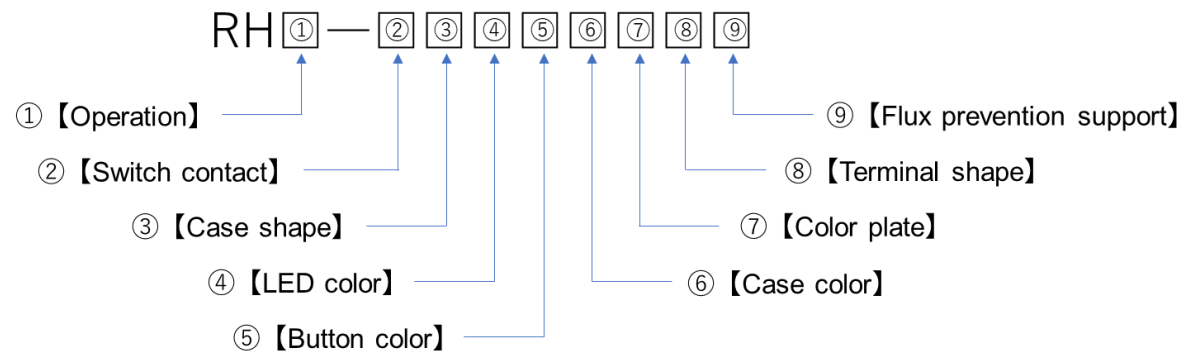 RH①―②③④⑤⑥⑦⑧⑨
①【Operation】
⑨【Flux prevention support】
②【Switch contact】
⑧【Terminal shape】
③【Case shape】
⑦【Color plate】
④【LED color】
⑥【Case color】
⑤【Button color】